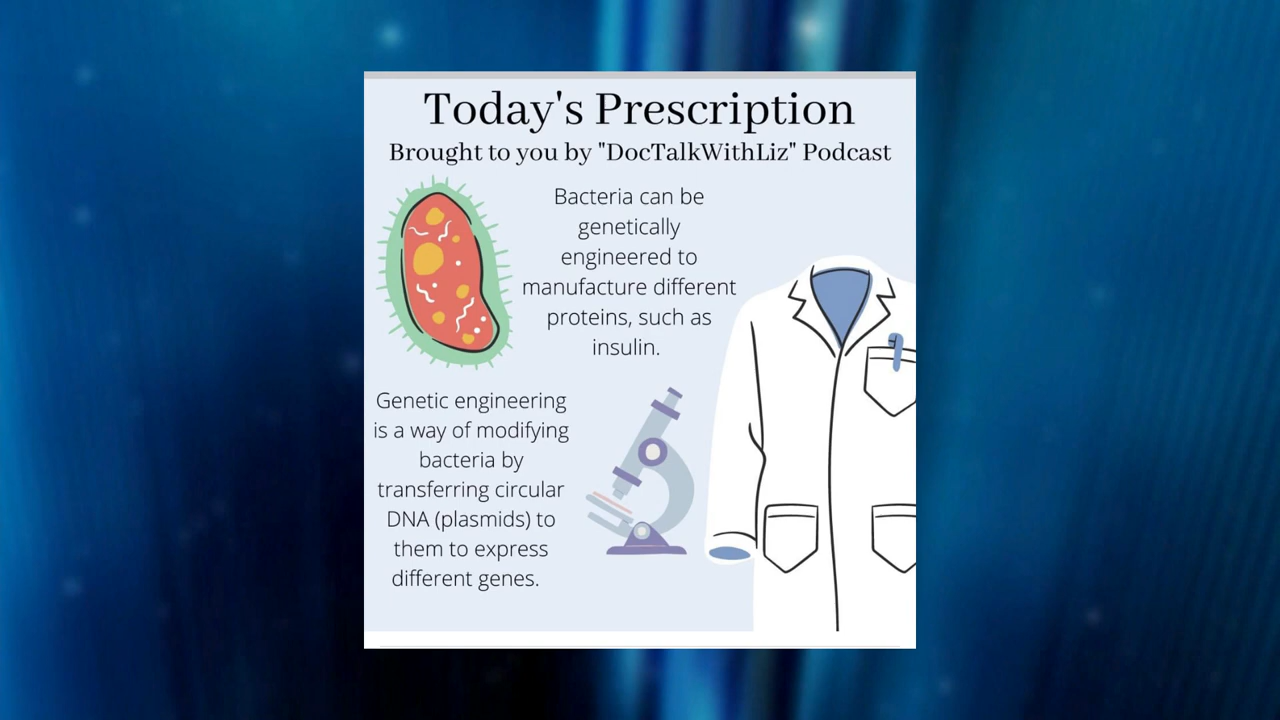 Today's Prescription
Brought to you by "DocTalkWithLiz" Podcast
Bacteria can be
genetically
engineered to
manufacture different
proteins, such as
insulin.
Genetic engineering
is a way of modifying
bacteria by
transferring circular
DNA (plasmids) to
them to express
different genes.